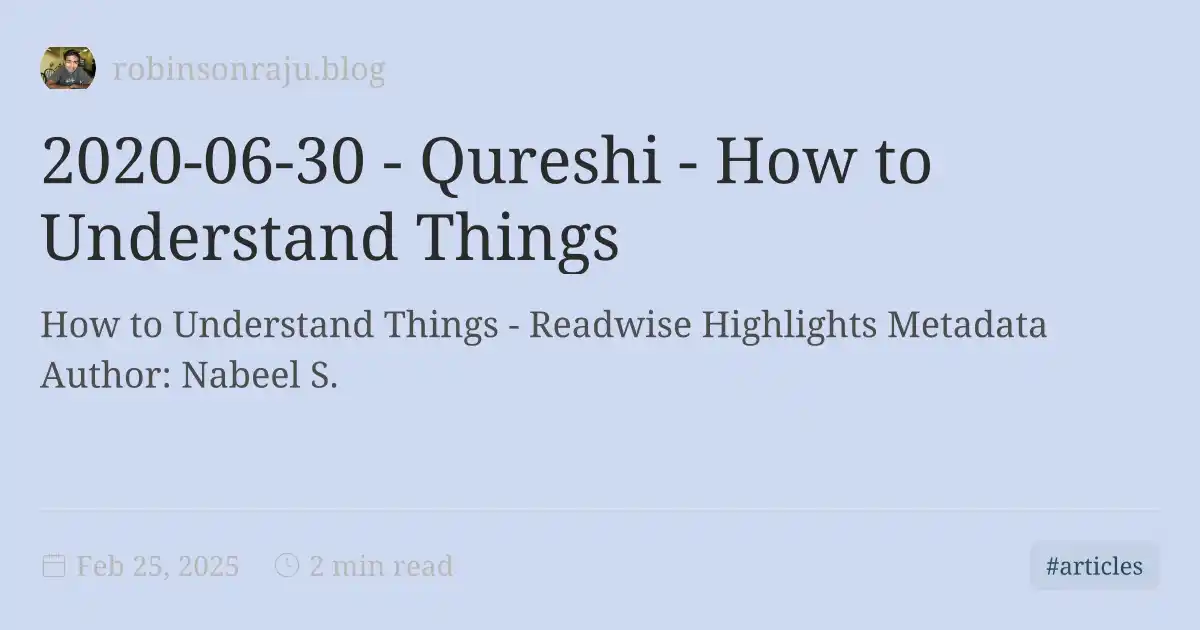 robinsonraju.blog
2020-06-30 - Qureshi - How to
Understand Things
How to Understand Things - Readwise Highlights Metadata
Author: Nabeel S.
Feb 25, 2025
2 min read
#articles